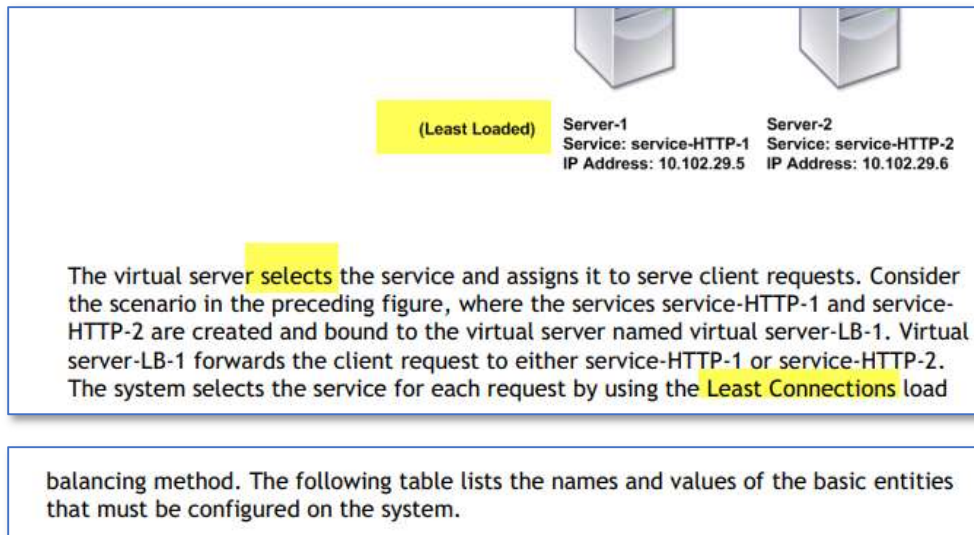 (Least Loaded)
Server-1
Service: service-HTTP-1
IP Address: 10.102.29.5
Server-2
Service: service-HTTP-2
IP Address: 10.102.29.6
The virtual server selects the service and assigns it to serve client requests. Consider
the scenario in the preceding figure, where the services service-HTTP-1 and service-
HTTP-2 are created and bound to the virtual server named virtual server-LB-1. Virtual
server-LB-1 forwards the client request to either service-HTTP-1 or service-HTTP-2.
The system selects the service for each request by using the Least Connections load
balancing method. The following table lists the names and values of the basic entities
that must be configured on the system.